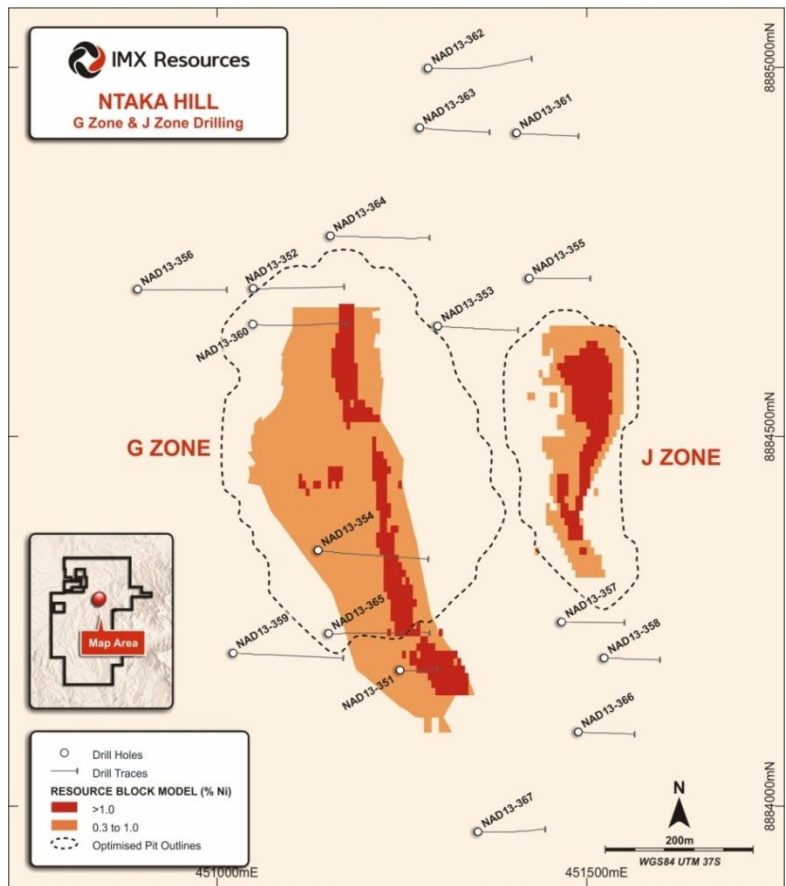 IMX Resources
NTAKA HILL
G Zone & J Zone Drilling
NAD13-362
8885000mN
NAD13-363
NAD13-361
NAD13-364
NAD13-356
NAD13-352
NAD13-355
NAD13-353
NAD13-360
G ZONE
J ZONE
8884500mN
NAD13-354
Map Area
NAD13-359
NAD13-365
NAD13-357
NAD13-358
NAD13-351
NAD13-366
NAD13-367
8884000mN
Drill Holes
Drill Traces
RESOURCE BLOCK MODEL (% Ni)
>1.0
0.3 to 1.0
Optimised Pit Outlines
N
200m
WGS84 UTM 37S
451000mE
451500mE